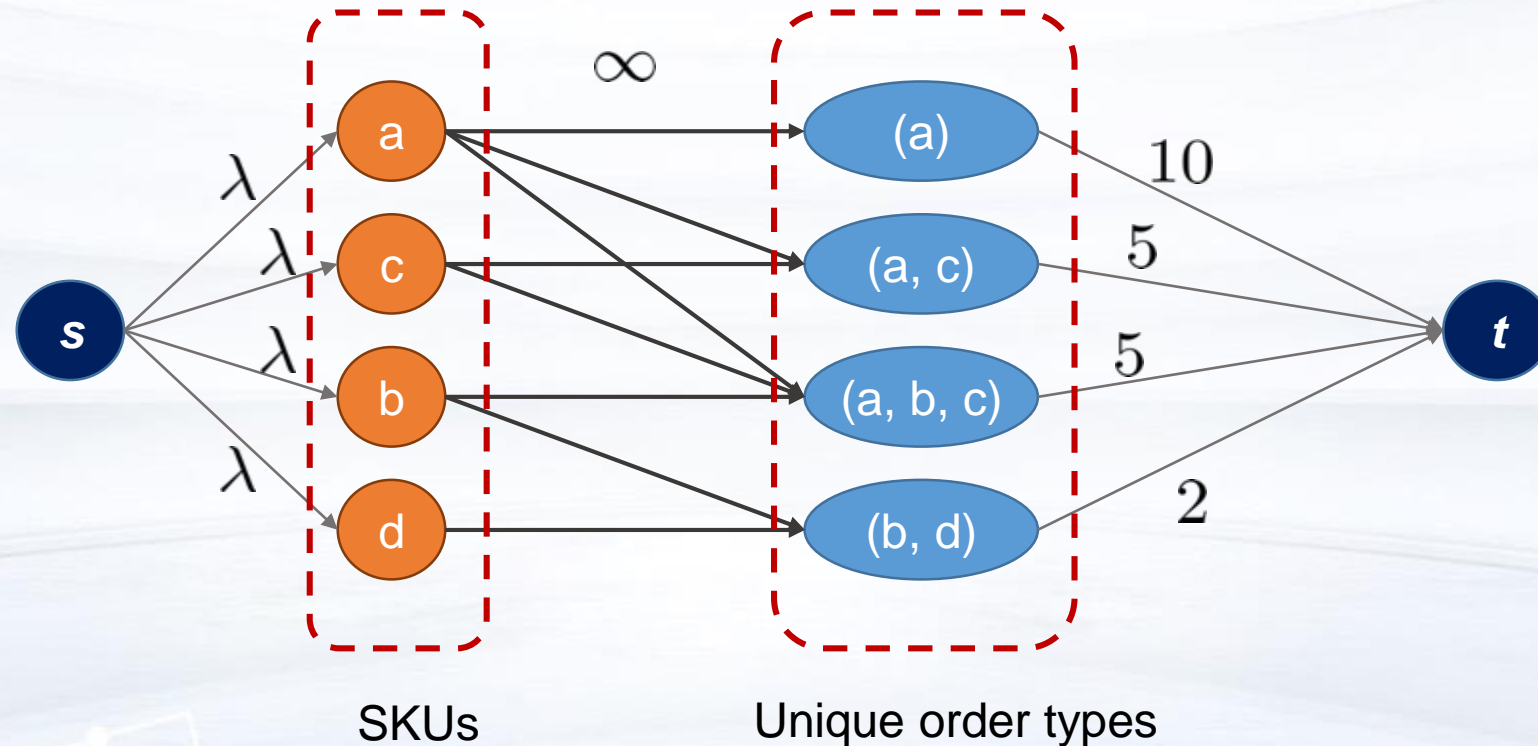 ∞
a
(a)
λ
10
λ
c
(a, c)
5
s
t
λ
b
(a, b, c)
5
λ
d
(b, d)
2
SKUs
Unique order types